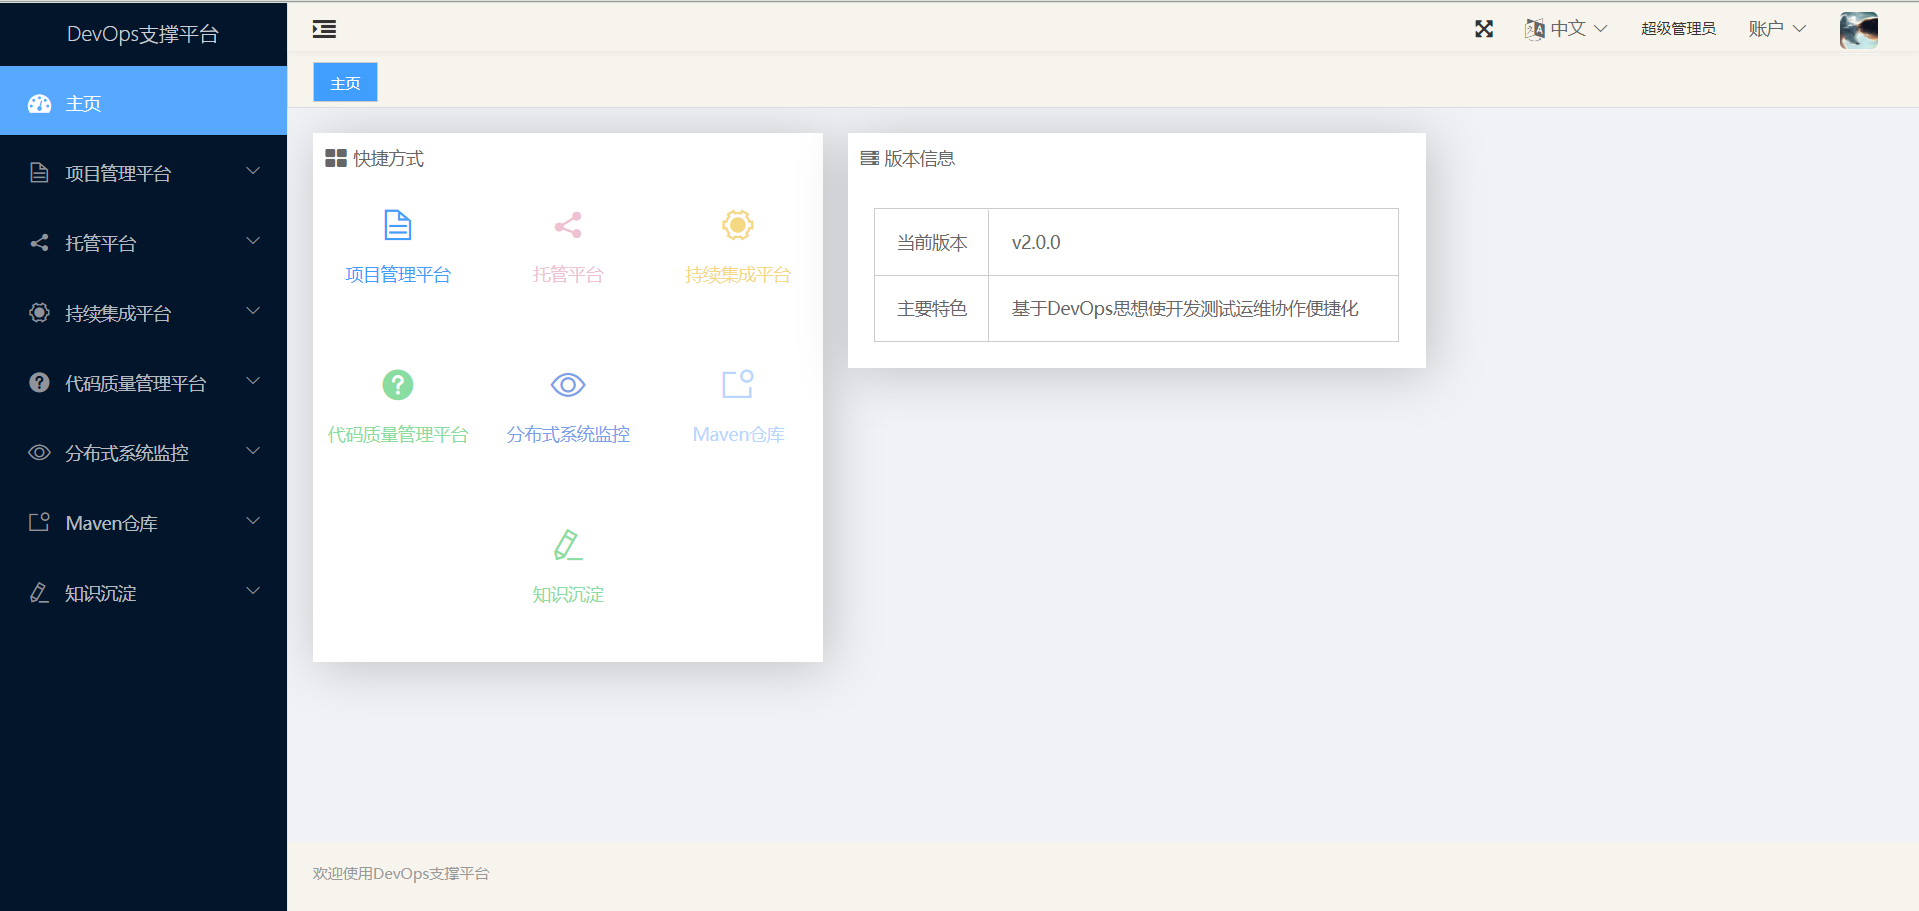 DevOps支撑平台
主页
项目管理平台
托管平台
持续集成平台
代码质量管理平台
分布式系统监控
Maven仓库
知识沉淀
中文
超级管理员
账户
主页
快捷方式
项目管理平台
托管平台
持续集成平台
代码质量管理平台
分布式系统监控
Maven仓库
知识沉淀
版本信息
当前版本 v2.0.0
主要特色 基于DevOps思想使开发测试运维协作便捷化
欢迎使用DevOps支撑平台